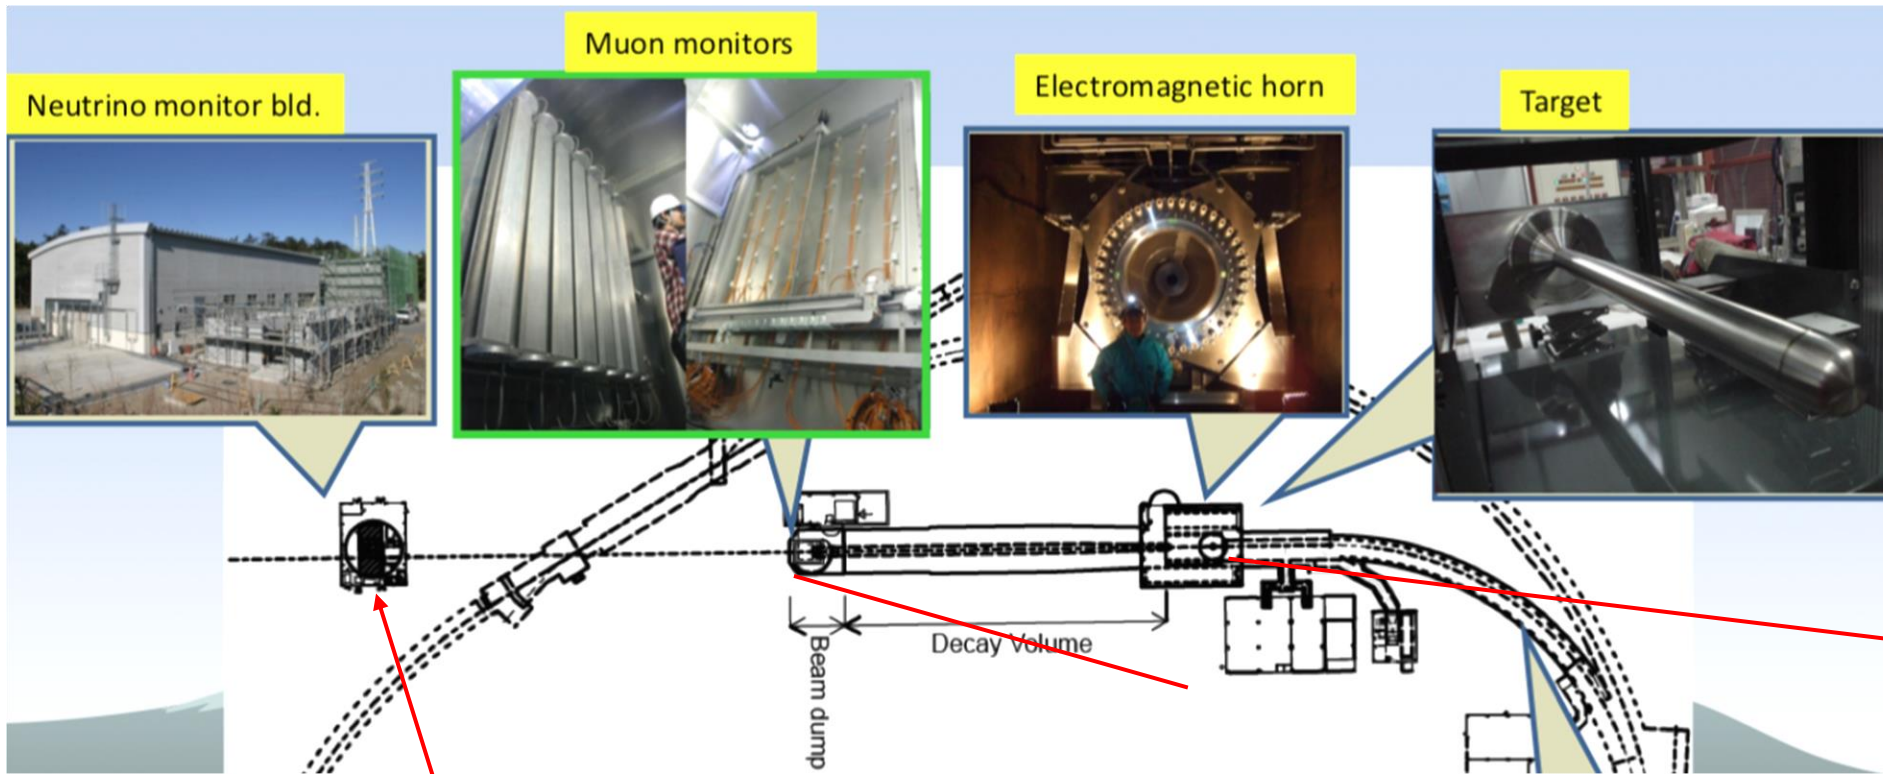 Muon monitors
Electromagnetic horn
Target
Neutrino monitor bld.
Decay Volume
Beam dump